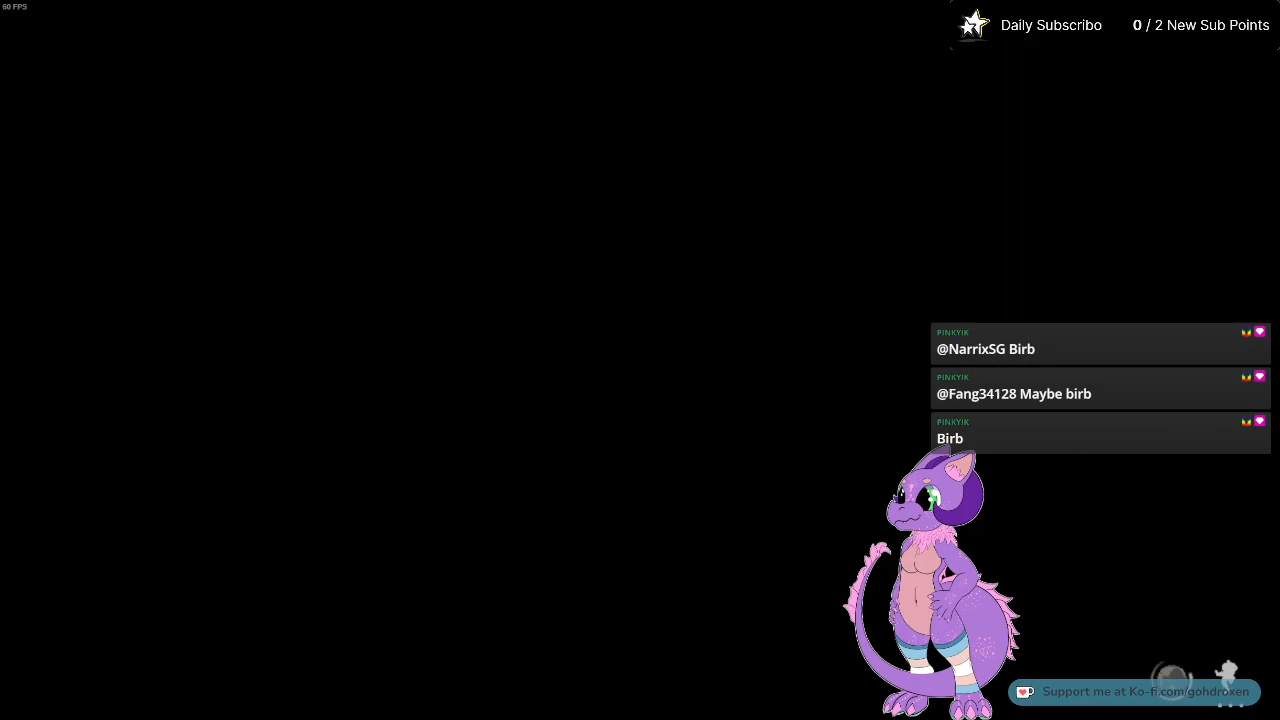 60 FPS
Daily Subscribo 0 / 2 New Sub Points
PINKYIK
@NarrixSG Birb
PINKYIK
@Fang34128 Maybe birb
PINKYIK
Birb
Support me at Ko-fi.com/gohdroxen